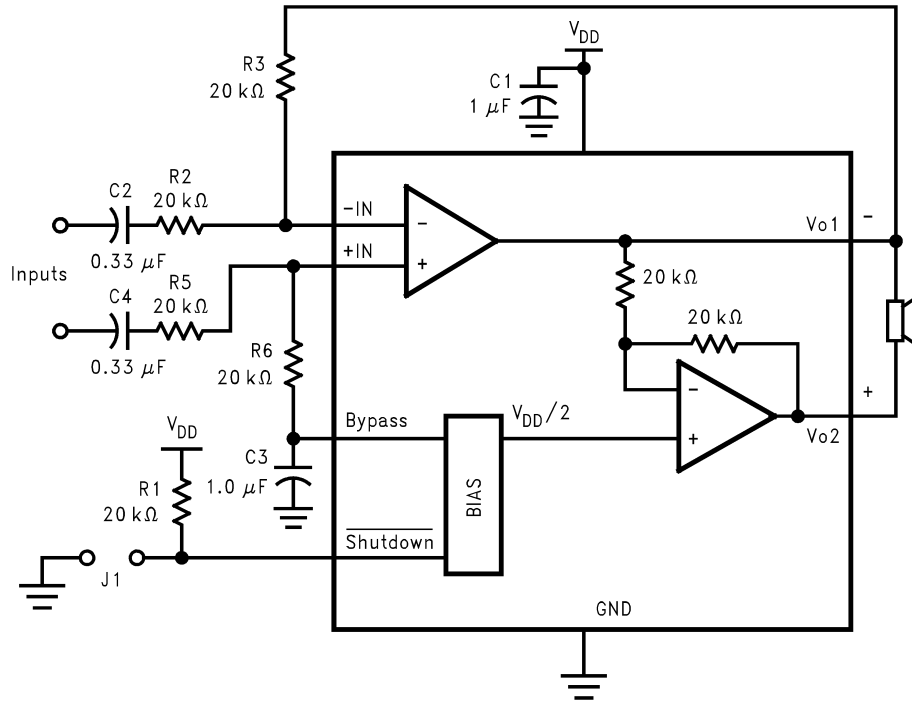 V_DD
R3
20 kΩ
C1
1 μF
R2
20 kΩ
C2
0.33 μF
-IN
-
Vo1
-
+IN
+
Inputs
C4
R5
20 kΩ
0.33 μF
20 kΩ
20 kΩ
R6
20 kΩ
-
+
V_DD
Bypass
V_DD/2
+
Vo2
C3
1.0 μF
R1
20 kΩ
BIAS
Shutdown
J1
GND